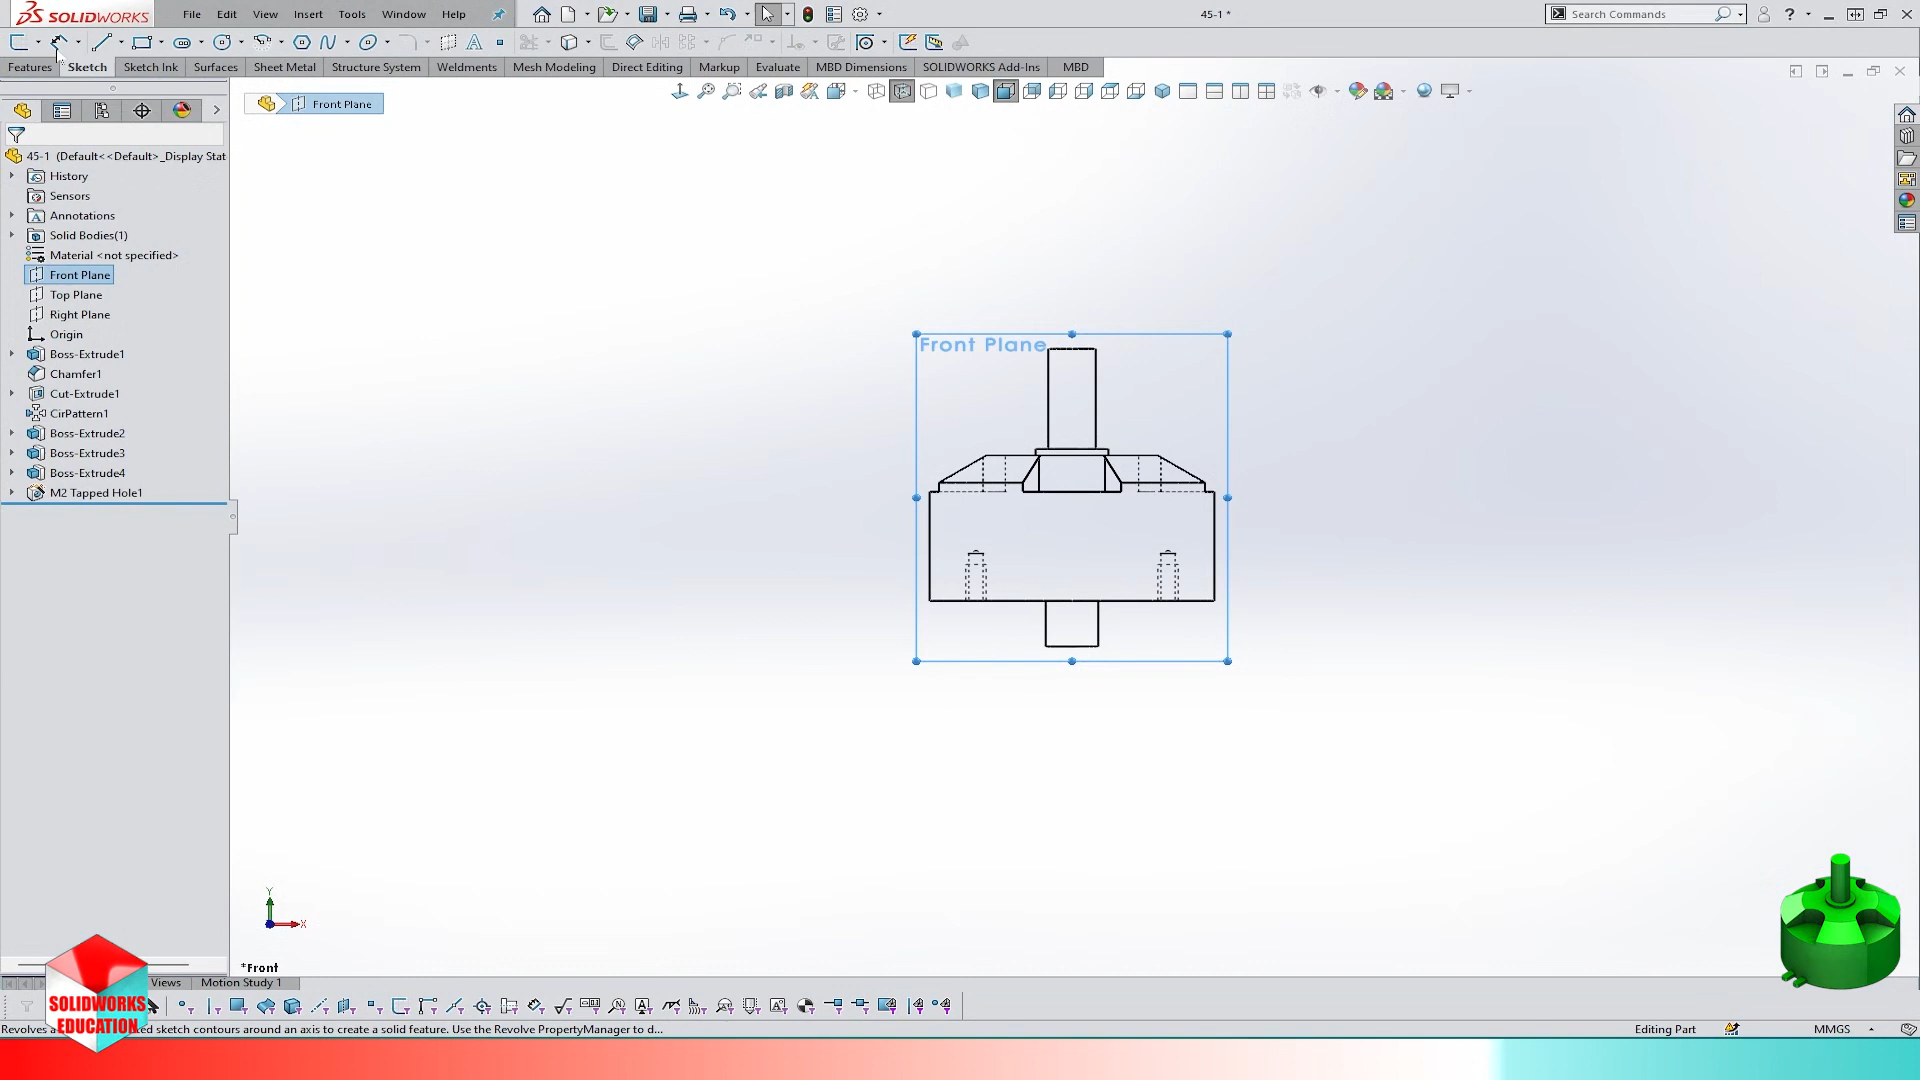 SOLIDWORKS
File Edit View Insert Tools Window Help
45-1 *
Search Commands
Features Sketch Sketch Ink Surfaces Sheet Metal Structure System Weldments Mesh Modeling Direct Editing Markup Evaluate MBD Dimensions SOLIDWORKS Add-Ins MBD
Front Plane
45-1 (Default<<Default>_Display Stat
History
Sensors
Annotations
Solid Bodies(1)
Material <not specified>
Front Plane
Top Plane
Right Plane
Origin
Boss-Extrude1
Chamfer1
Cut-Extrude1
CirPattern1
Boss-Extrude2
Boss-Extrude3
Boss-Extrude4
M2 Tapped Hole1
Front Plane
Y
X
*Front
Views Motion Study 1
SOLIDWORKS
EDUCATION
Revolves a ted sketch contours around an axis to create a solid feature. Use the Revolve PropertyManager to d...
Editing Part
MMGS